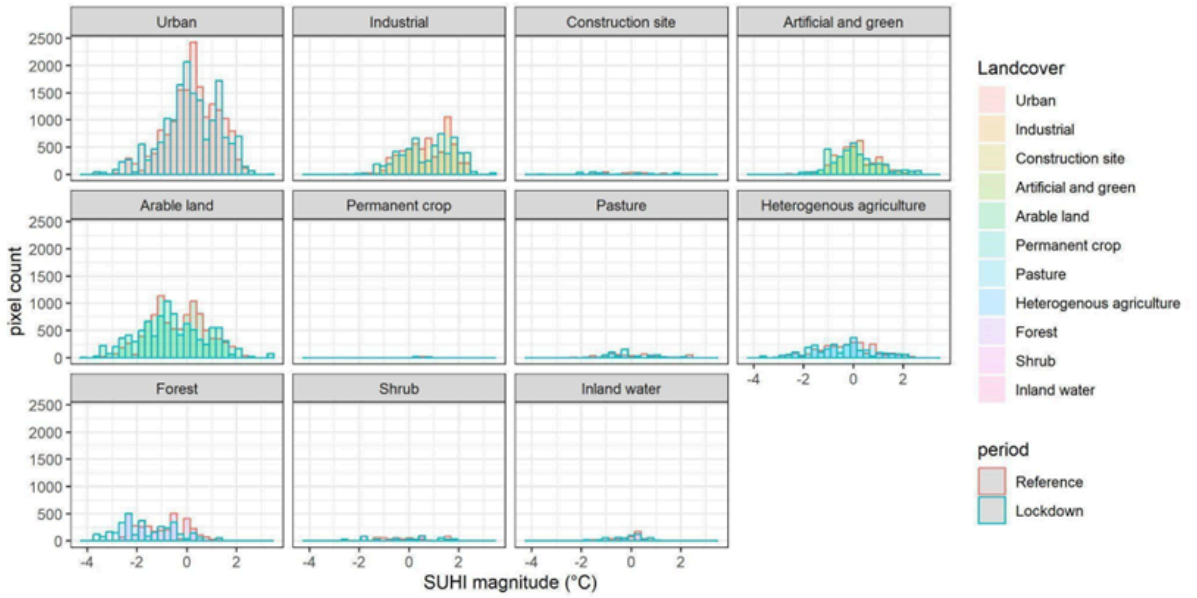 Urban
Industrial
Construction site
Artificial and green
2500
2000
1500
1000
500
0
Arable land
Permanent crop
Pasture
Heterogenous agriculture
2500
2000
1500
1000
500
0
-4 -2 0 2
Forest
Shrub
Inland water
2500
2000
1500
1000
500
0
-4 -2 0 2
-4 -2 0 2
-4 -2 0 2
pixel count
SUHI magnitude (°C)
Landcover
Urban
Industrial
Construction site
Artificial and green
Arable land
Permanent crop
Pasture
Heterogenous agriculture
Forest
Shrub
Inland water
period
Reference
Lockdown